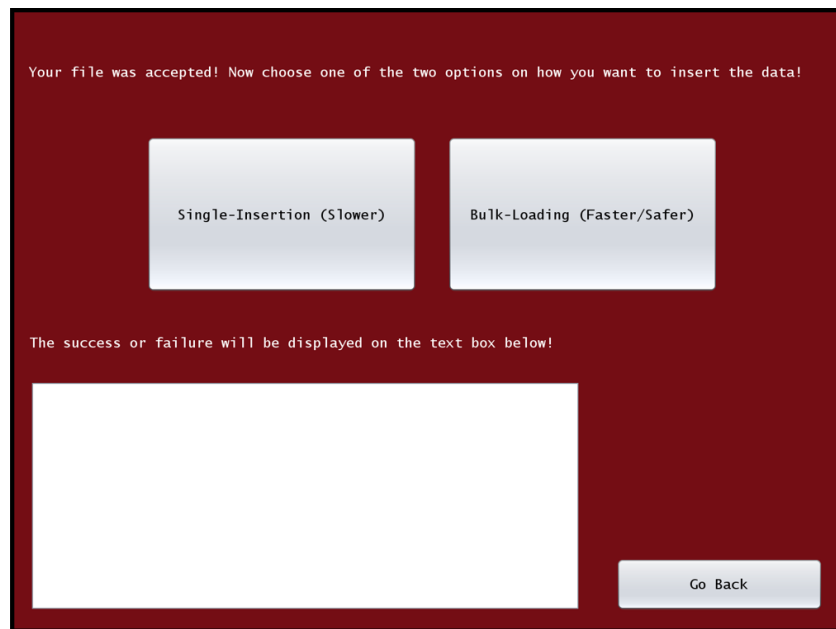 Your file was accepted! Now choose one of the two options on how you want to insert the data!
Single-Insertion (Slower)
Bulk-Loading (Faster/Safer)
The success or failure will be displayed on the text box below!
Go Back